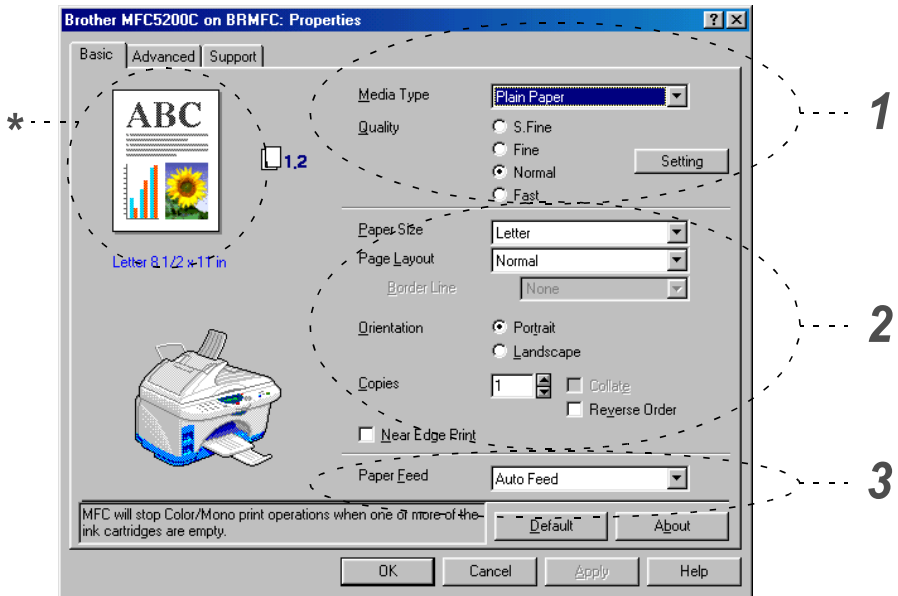 Brother MFC5200C on BRMFC: Properties
Basic Advanced Support
*
ABC
1,2
Letter 8 1/2 x 11 in
Media Type Plain Paper
Quality S.Fine
Fine
Normal
Fast
Setting
1
Paper Size Letter
Page Layout Normal
Border Line None
Orientation Portrait
Landscape
Copies 1 Collate
Reverse Order
Near Edge Print
2
Paper Feed Auto Feed
3
MFC will stop Color/Mono print operations when one or more of the
ink cartridges are empty.
Default About
OK Cancel Apply Help